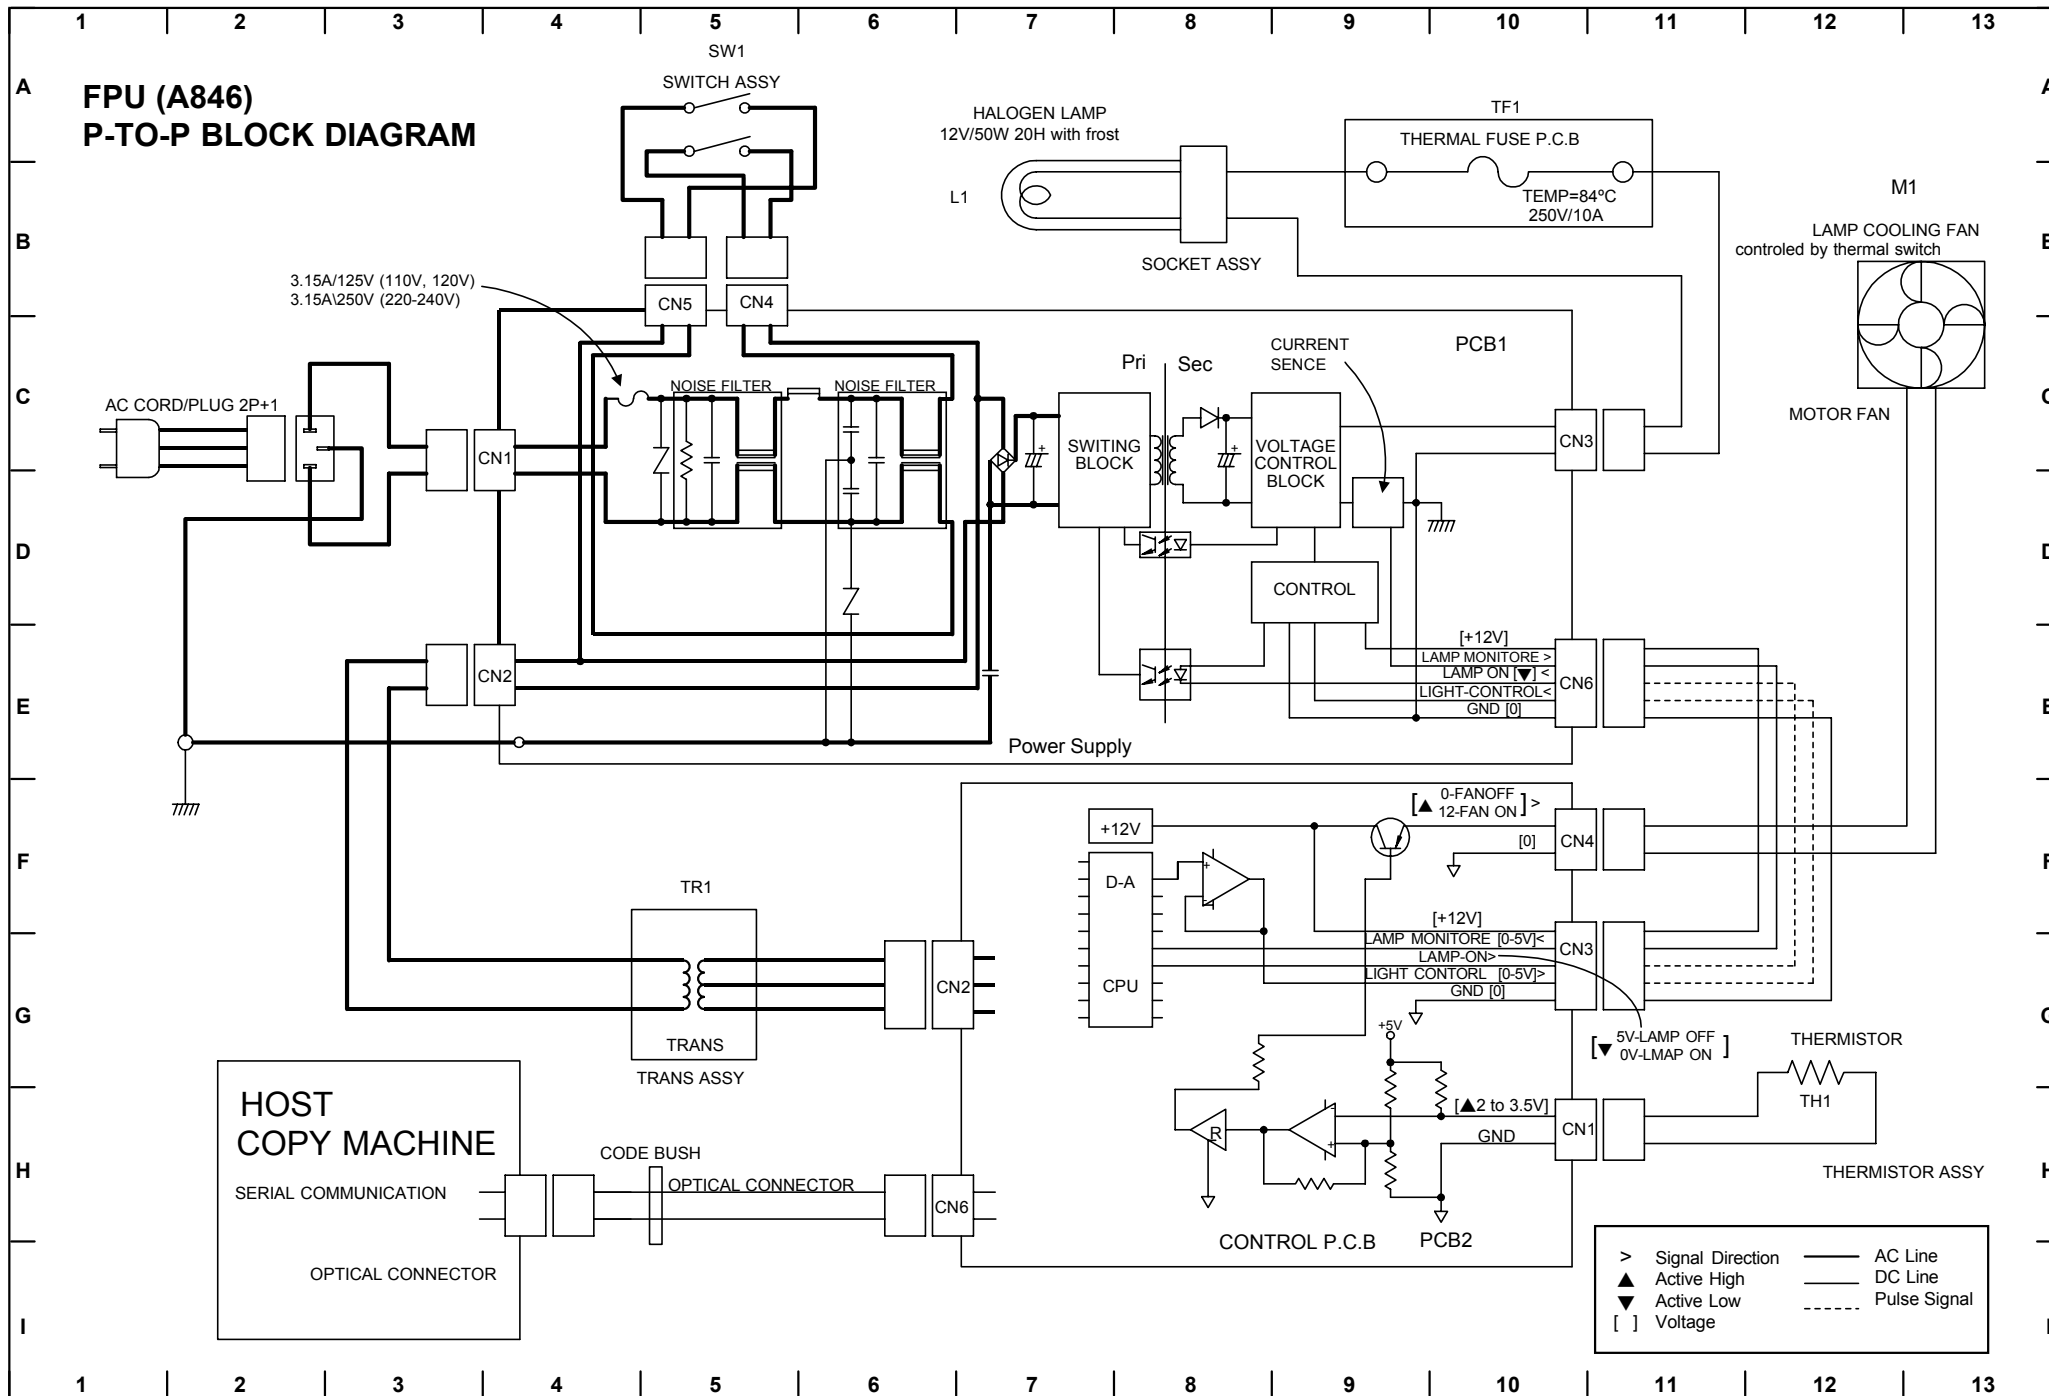 1 2 3 4 5 6 7 8 9 10 11 12 13
A
FPU (A846)
P-TO-P BLOCK DIAGRAM
SW1
SWITCH ASSY
HALOGEN LAMP
12V/50W 20H with frost
L1
SOCKET ASSY
TF1
THERMAL FUSE P.C.B
TEMP=84ºC
250V/10A
M1
LAMP COOLING FAN
controled by thermal switch
MOTOR FAN
A
B
B
3.15A/125V (110V, 120V)
3.15A\250V (220-240V)
CN5
CN4
C
C
AC CORD/PLUG 2P+1
CN1
NOISE FILTER
NOISE FILTER
+
Pri
Sec
SWITING
BLOCK
+
VOLTAGE
CONTROL
BLOCK
CURRENT
SENCE
PCB1
CN3
D
D
CONTROL
E
E
CN2
[+12V]
LAMP MONITORE >
LAMP ON [▼] <
LIGHT-CONTROL<
GND [0]
CN6
Power Supply
F
F
+12V
D-A
CPU
+
-
[▲ 0-FANOFF
12-FAN ON ] >
[0]
CN4
[+12V]
LAMP MONITORE [0-5V]<
LAMP-ON>
LIGHT CONTORL [0-5V]>
GND [0]
CN3
TR1
TRANS
TRANS ASSY
CN2
G
G
+5V
[▼ 5V-LAMP OFF
0V-LMAP ON ]
THERMISTOR
TH1
THERMISTOR ASSY
[▲2 to 3.5V]
GND
CN1
R
-
+
H
H
HOST
COPY MACHINE
SERIAL COMMUNICATION
OPTICAL CONNECTOR
CODE BUSH
OPTICAL CONNECTOR
CN6
CONTROL P.C.B
PCB2
I
I
> Signal Direction
▲ Active High
▼ Active Low
[ ] Voltage
AC Line
DC Line
Pulse Signal
1 2 3 4 5 6 7 8 9 10 11 12 13